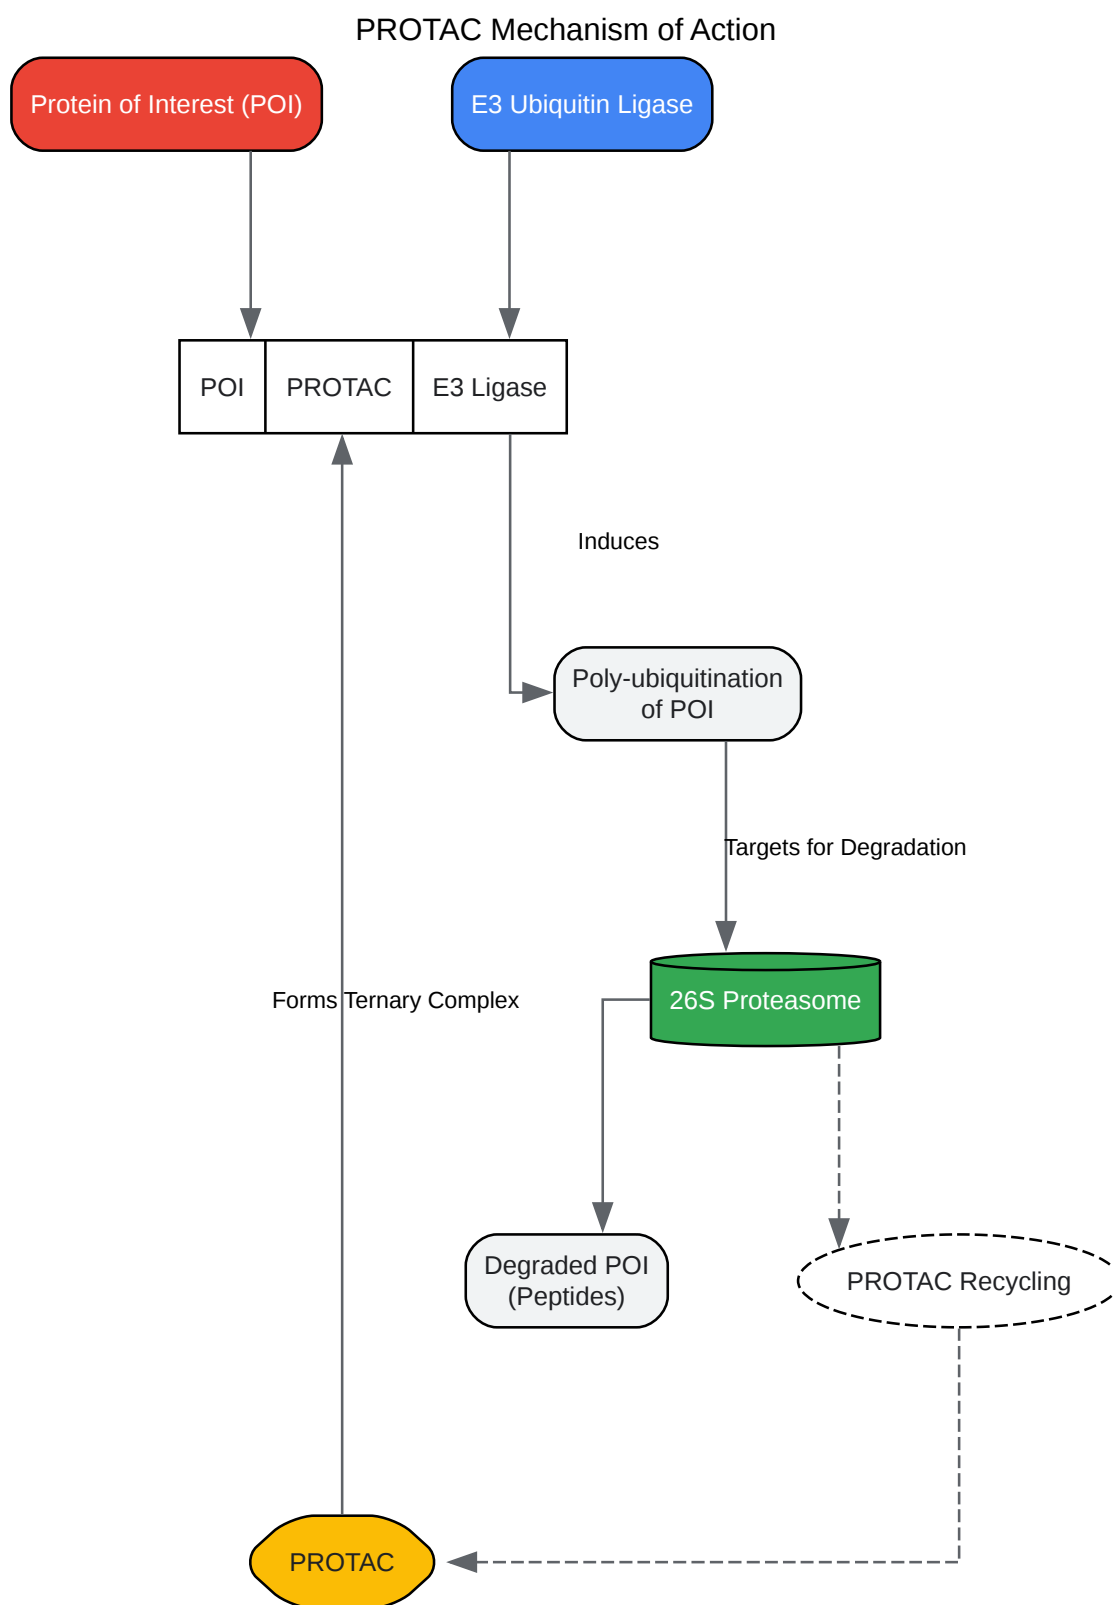 PROTAC Mechanism of Action
Protein of Interest (POI)
E3 Ubiquitin Ligase
POI
PROTAC
E3 Ligase
Induces
Poly-ubiquitination
of POI
Targets for Degradation
26S Proteasome
Forms Ternary Complex
Degraded POI
(Peptides)
PROTAC Recycling
PROTAC